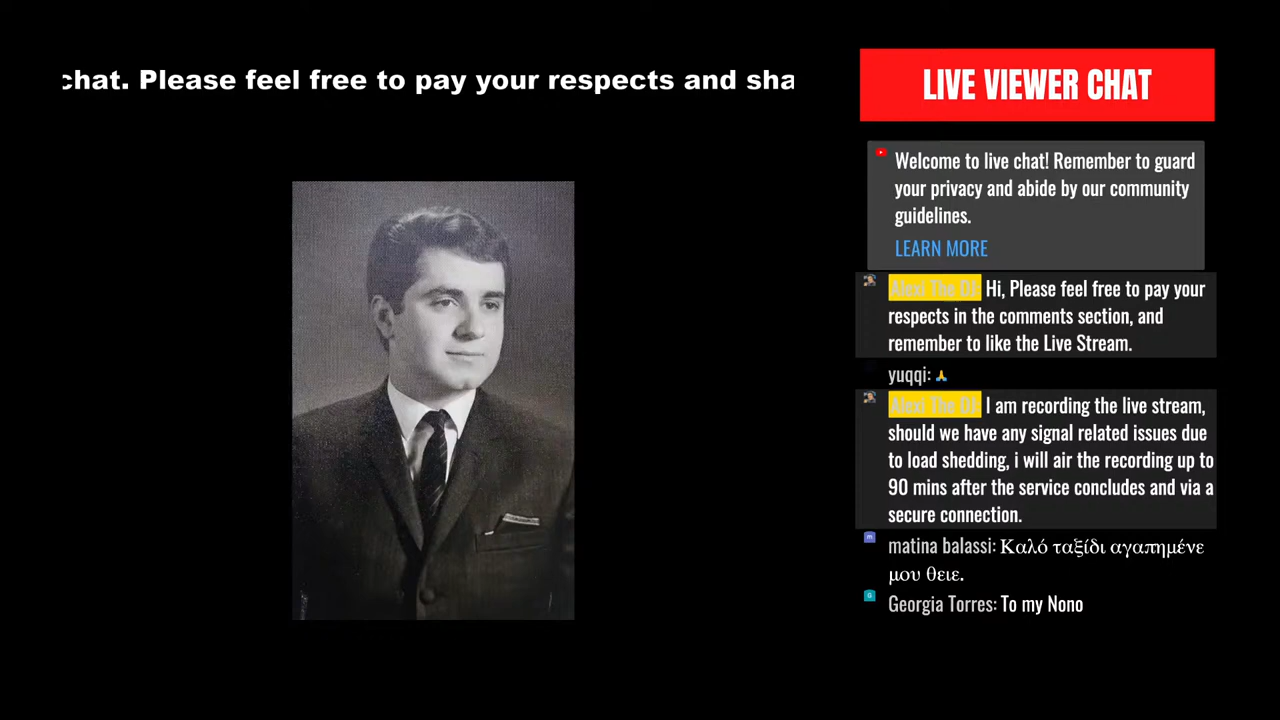 chat. Please feel free to pay your respects and sha
LIVE VIEWER CHAT
Welcome to live chat! Remember to guard
your privacy and abide by our community
guidelines.
LEARN MORE
Alexi The DJ: Hi, Please feel free to pay your
respects in the comments section, and
remember to like the Live Stream.
yuqqi: 🙏
Alexi The DJ: I am recording the live stream,
should we have any signal related issues due
to load shedding, i will air the recording up to
90 mins after the service concludes and via a
secure connection.
m
matina balassi: Καλό ταξίδι αγαπημένε
μου θειε.
G
Georgia Torres: To my Nono